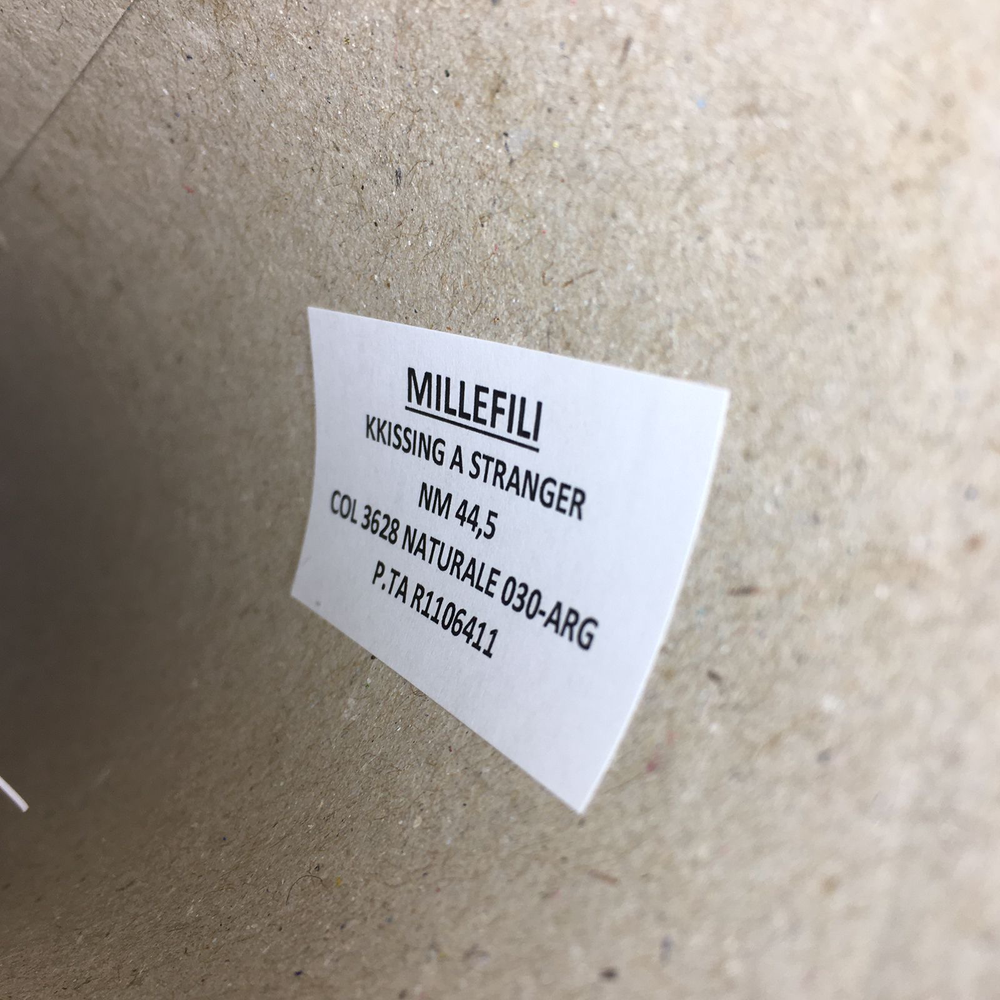 MILLEFILI
KKISSING A STRANGER
NM 44,5
COL 3628 NATURALE 030-ARG
P.TA R1106411